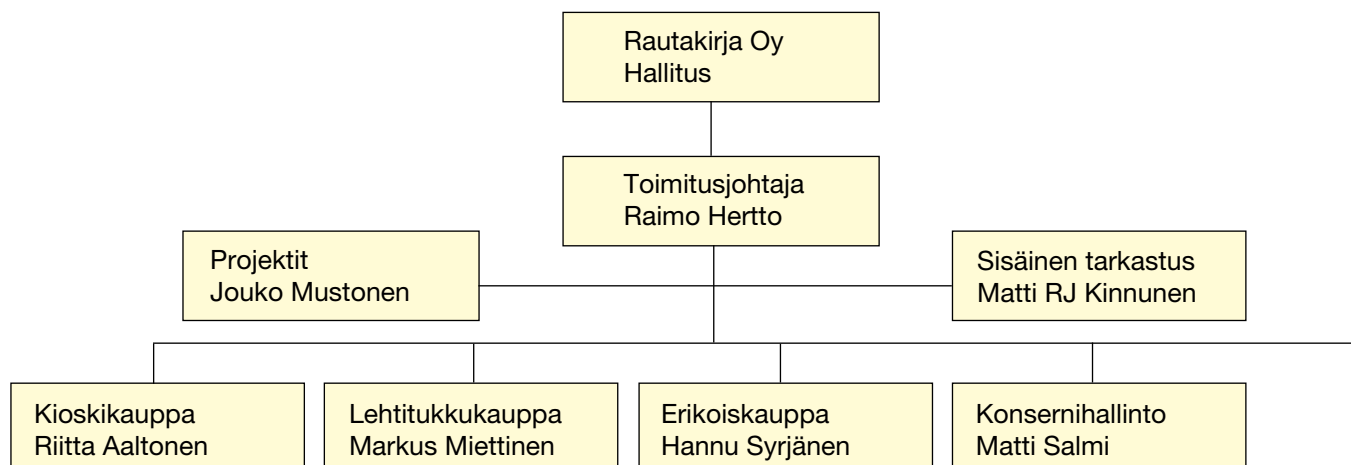 Rautakirja Oy
Hallitus
Toimitusjohtaja
Raimo Hertto
Projektit
Jouko Mustonen
Sisäinen tarkastus
Matti RJ Kinnunen
Kioskikauppa
Riitta Aaltonen
Lehtitukkukauppa
Markus Miettinen
Erikoiskauppa
Hannu Syrjänen
Konsernihallinto
Matti Salmi